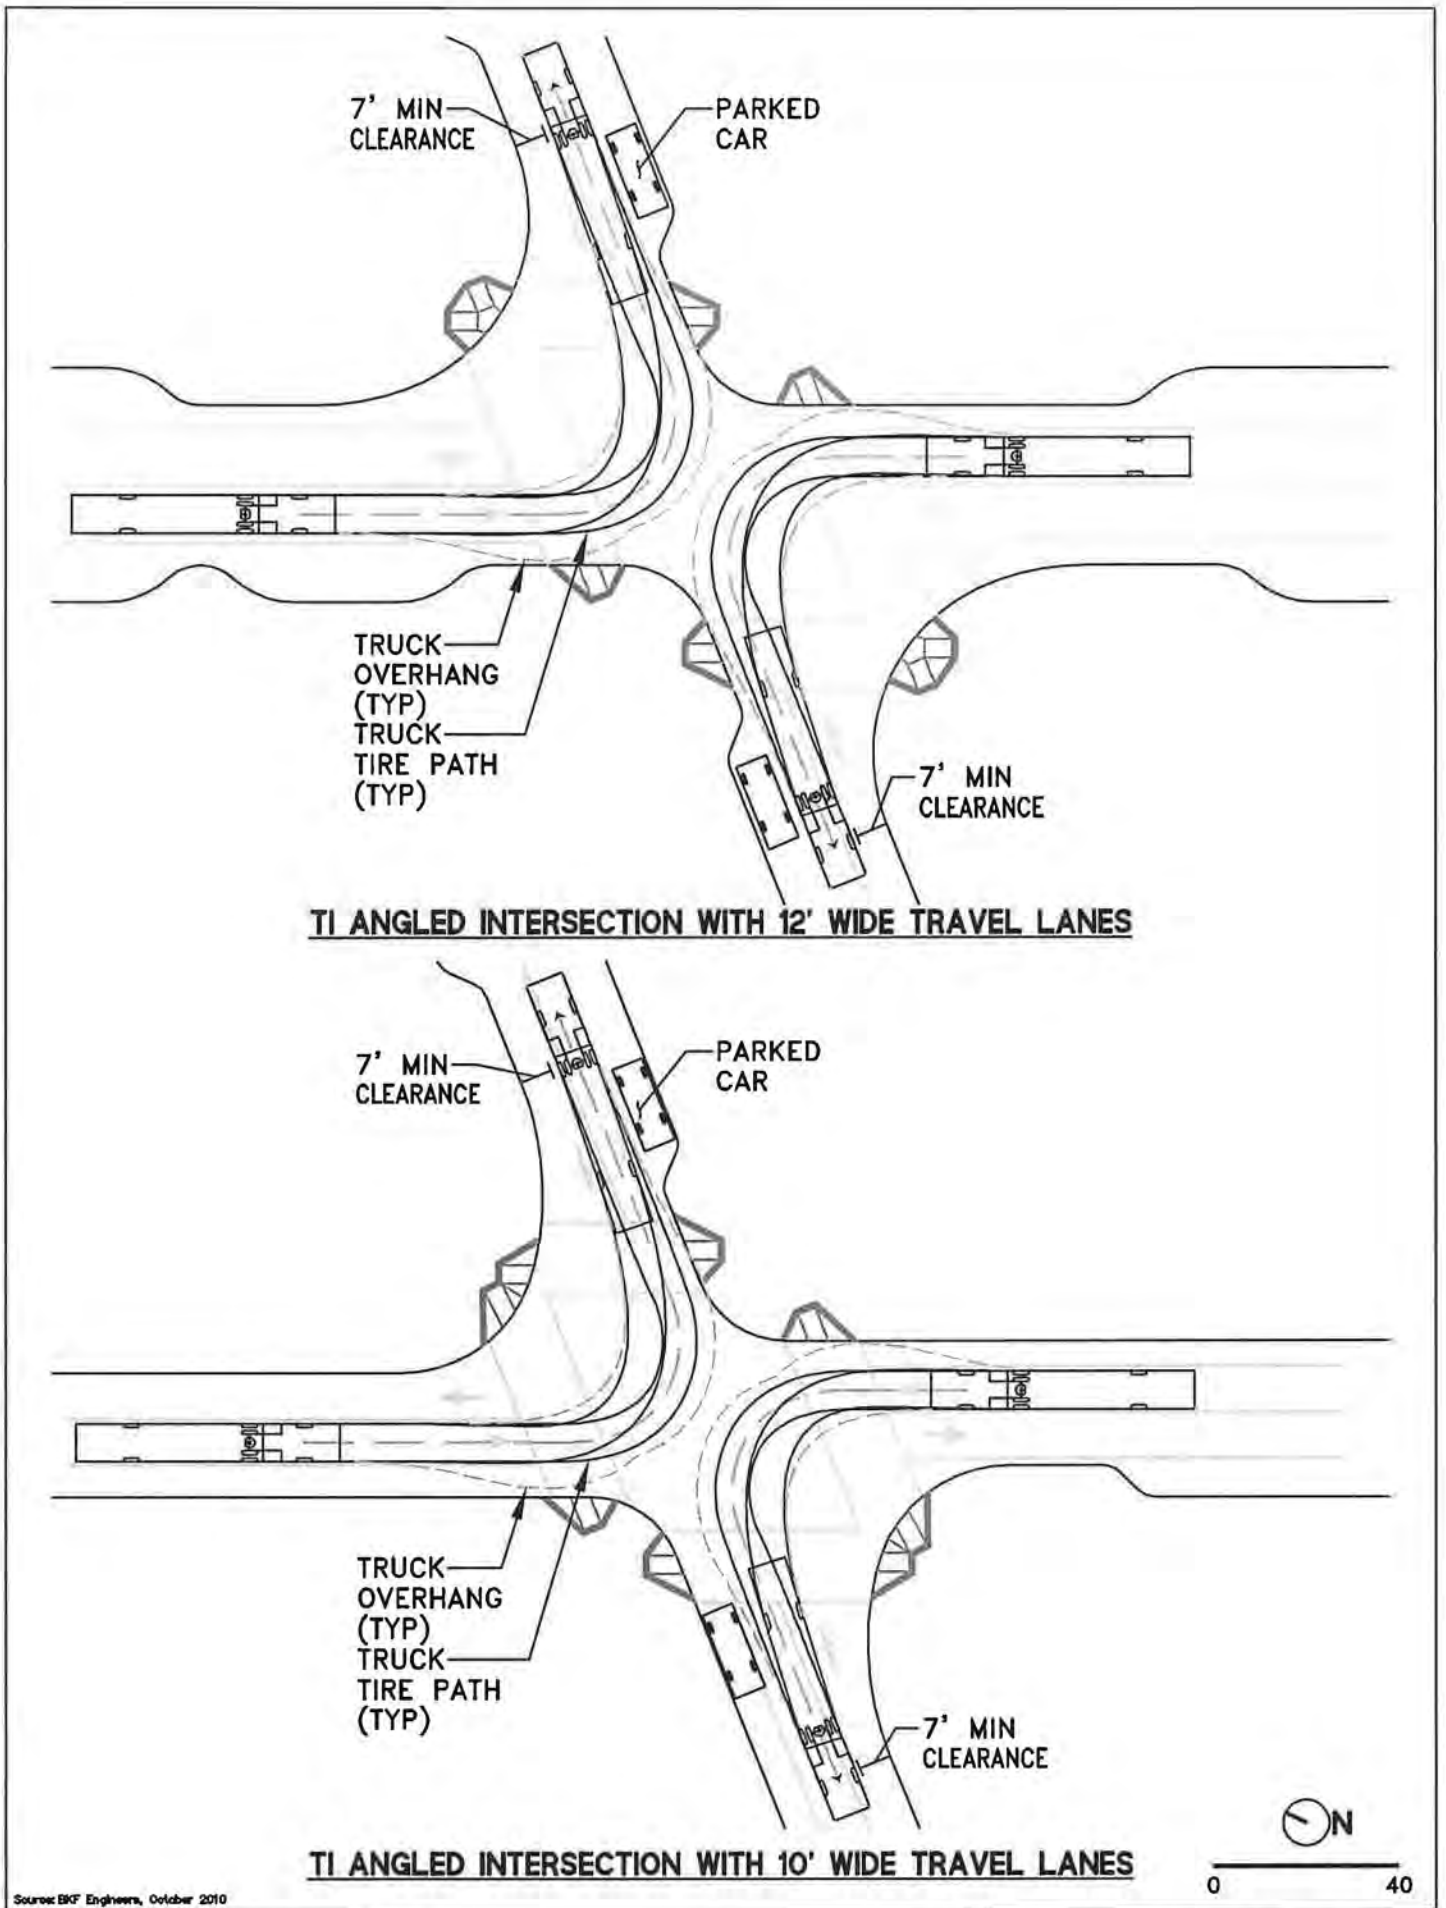 7' MIN
CLEARANCE
PARKED
CAR
TRUCK
OVERHANG
(TYP)
TRUCK
TIRE PATH
(TYP)
7' MIN
CLEARANCE
TI ANGLED INTERSECTION WITH 12' WIDE TRAVEL LANES
7' MIN
CLEARANCE
PARKED
CAR
TRUCK
OVERHANG
(TYP)
TRUCK
TIRE PATH
(TYP)
7' MIN
CLEARANCE
N
TI ANGLED INTERSECTION WITH 10' WIDE TRAVEL LANES
0 40
Source: BKF Engineers, October 2010